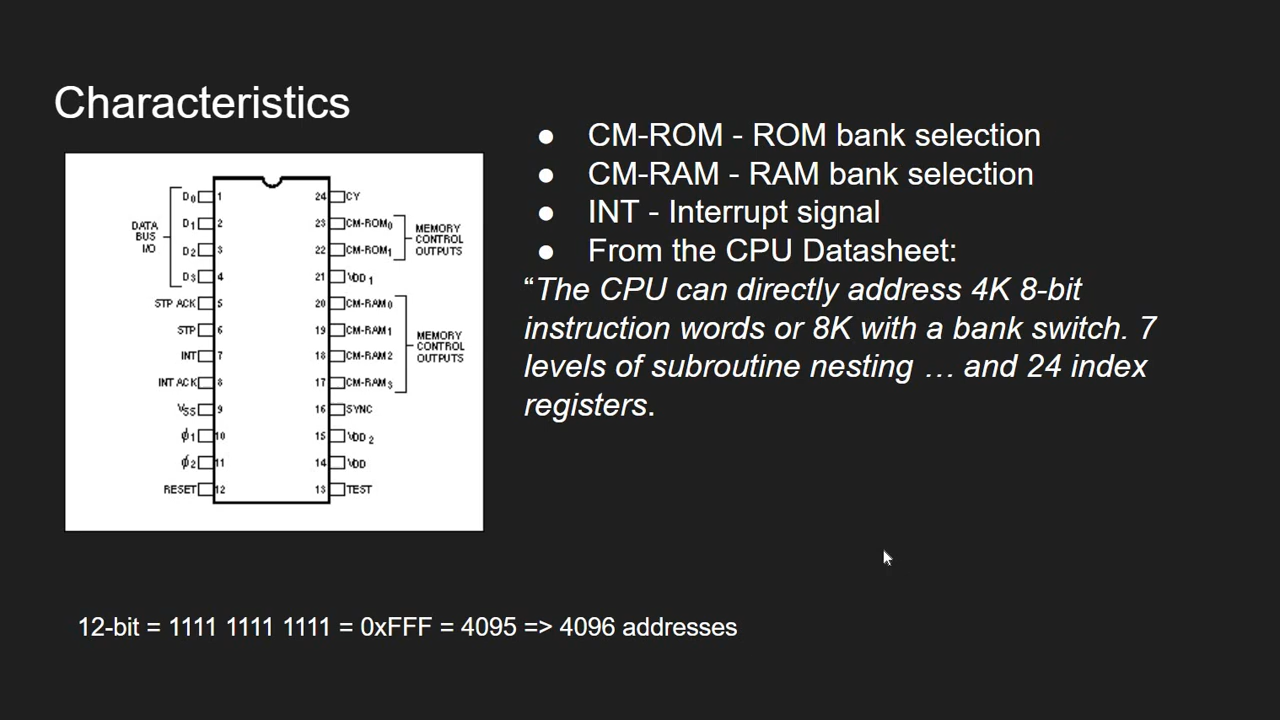 Characteristics
D0 1
D1 2
D2 3
D3 4
DATA
BUS
I/O
STP ACK 5
STP 6
INT 7
INT ACK 8
VSS 9
ϕ1 10
ϕ2 11
RESET 12
24 CY
23 CM-ROM0
22 CM-ROM1
MEMORY
CONTROL
OUTPUTS
21 VDD1
20 CM-RAM0
19 CM-RAM1
18 CM-RAM2
17 CM-RAM3
MEMORY
CONTROL
OUTPUTS
16 SYNC
15 VDD2
14 VDD
13 TEST
● CM-ROM - ROM bank selection
● CM-RAM - RAM bank selection
● INT - Interrupt signal
● From the CPU Datasheet:
“The CPU can directly address 4K 8-bit
instruction words or 8K with a bank switch. 7
levels of subroutine nesting … and 24 index
registers.
12-bit = 1111 1111 1111 = 0xFFF = 4095 => 4096 addresses